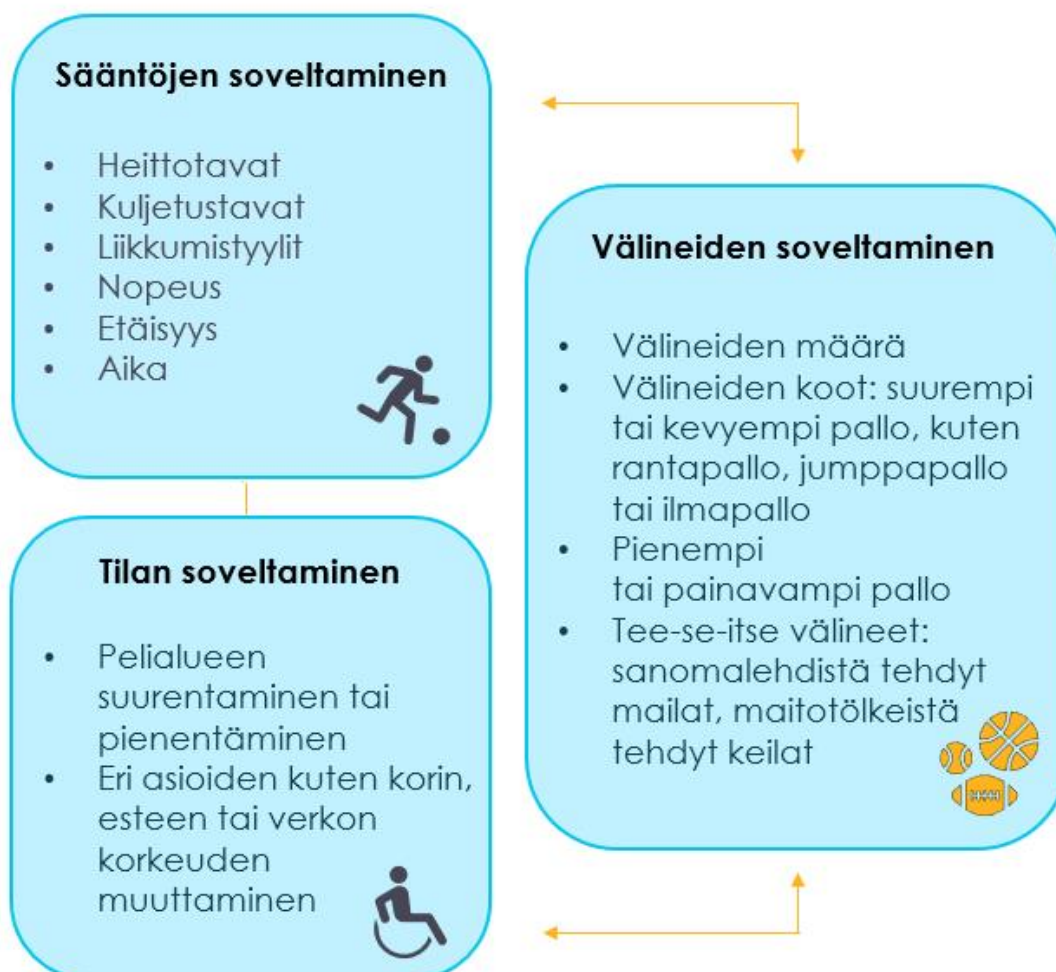 Sääntöjen soveltaminen
• Heittotavat
• Kuljetustavat
• Liikkumistyylit
• Nopeus
• Etäisyys
• Aika
Tilan soveltaminen
• Pelialueen
suurentaminen tai
pienentäminen
• Eri asioiden kuten korin,
esteen tai verkon
korkeuden
muuttaminen
Välineiden soveltaminen
• Välineiden määrä
• Välineiden koot: suurempi
tai kevyempi pallo, kuten
rantapallo, jumppapallo
tai ilmapallo
• Pienempi
tai painavampi pallo
• Tee-se-itse välineet:
sanomalehdistä tehdyt
mailat, maitotölkeistä
tehdyt keilat